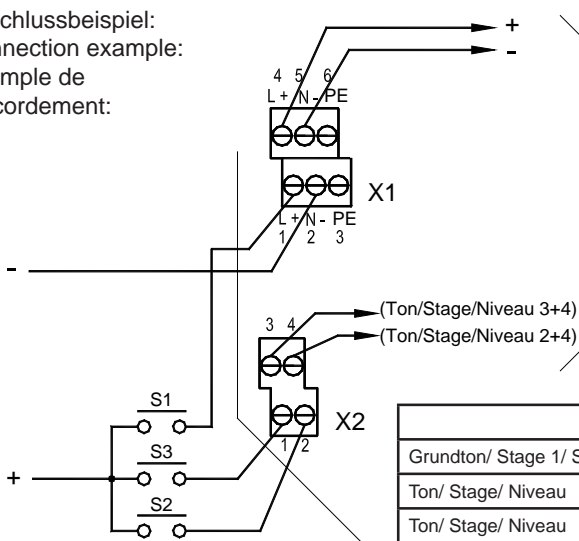 chlussbeispiel:
nnection example:
mple de
cordement:
+
-
4 5 6
L + N - PE
X1
L + N - PE
1 2 3
-
3 4
(Ton/Stage/Niveau 3+4)
(Ton/Stage/Niveau 2+4)
S1
X2
1 2
S3
+
S2
Grundton/ Stage 1/ S
Ton/ Stage/ Niveau
Ton/ Stage/ Niveau